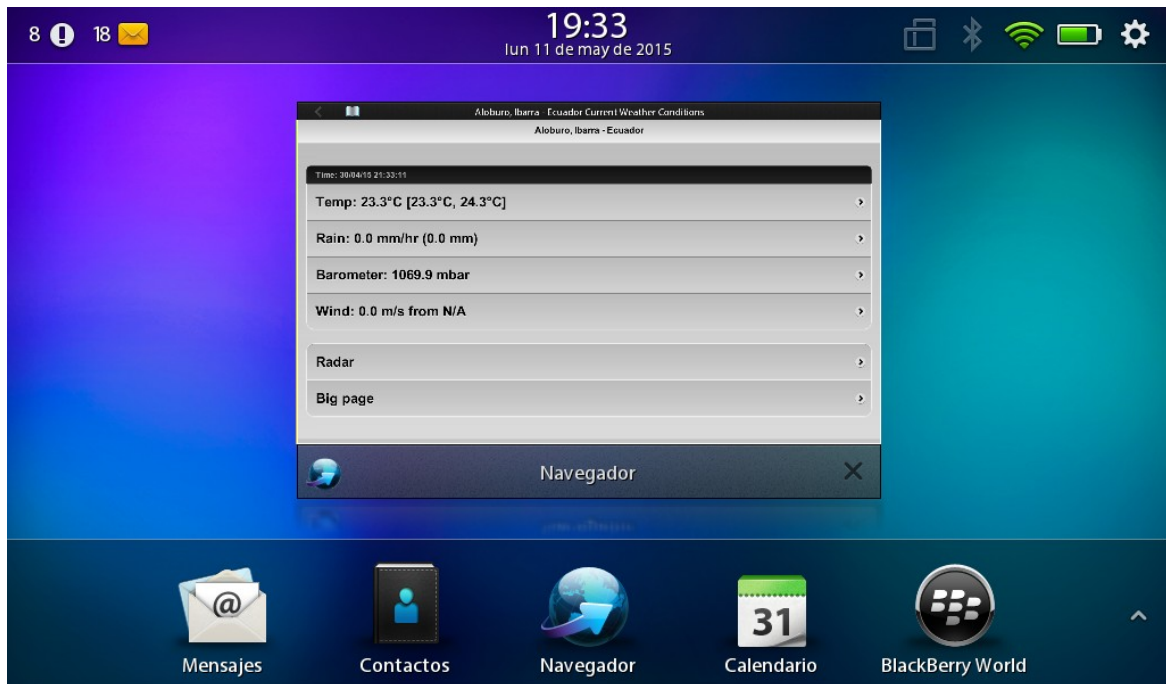 8 18 19:33
lun 11 de may de 2015
Aloburo, Ibarra - Ecuador Current Weather Conditions
Aloburo, Ibarra - Ecuador
Time: 30/04/15 21:33:11
Temp: 23.3°C [23.3°C, 24.3°C]
Rain: 0.0 mm/hr (0.0 mm)
Barometer: 1069.9 mbar
Wind: 0.0 m/s from N/A
Radar
Big page
Navegador
@ 31
Mensajes Contactos Navegador Calendario BlackBerry World